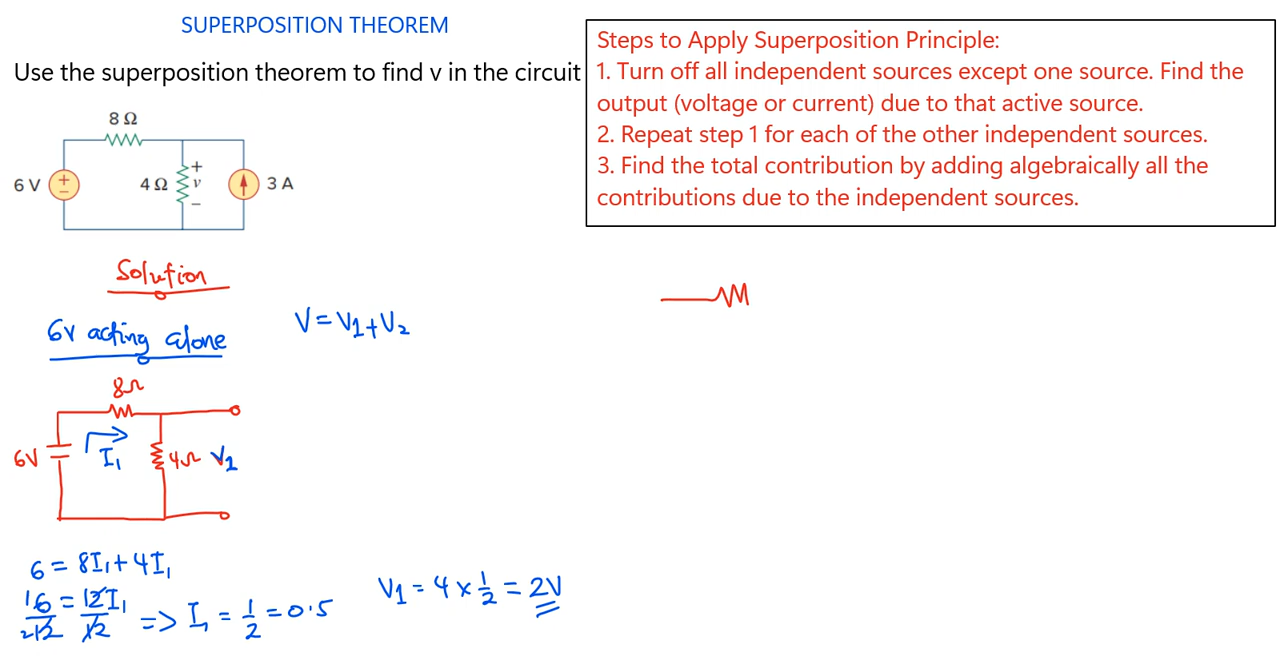 SUPERPOSITION THEOREM
Use the superposition theorem to find v in the circuit
Steps to Apply Superposition Principle:
1. Turn off all independent sources except one source. Find the
output (voltage or current) due to that active source.
2. Repeat step 1 for each of the other independent sources.
3. Find the total contribution by adding algebraically all the
contributions due to the independent sources.
8 Ω
6 V
+
−
4 Ω
+
v
−
3 A
Solution
6V acting alone
V = V1 + V2
8Ω
6V
I1
4Ω
V1
6 = 8I1 + 4I1
16 = 12I1
212 12
=> I1 = 1/2 = 0.5
V1 = 4 × 1/2 = 2V